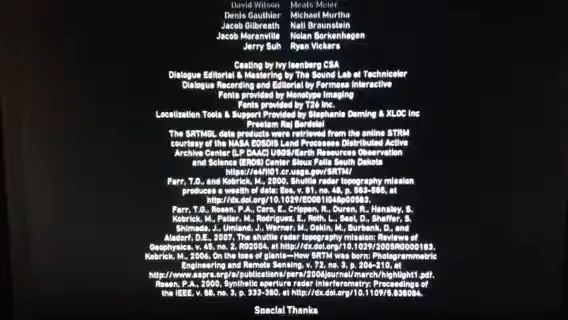 David Wilson Meats Meier
Denis Gauthier Michael Murtha
Jacob Gilbreath Nati Braunstein
Jacob Moranville Nolan Borkenhagen
Jerry Suh Ryan Vickers
Casting by Ivy Isenberg CSA
Dialogue Editorial & Mastering by The Sound Lab at Technicolor
Dialogue Recording and Editorial by Formosa Interactive
Fonts provided by Monotype Imaging
Fonts provided by T26 Inc.
Localization Tools & Support Provided by Stephanie Deming & XLOC Inc
Preetam Raj Bardolei
The SRTMGL data products were retrieved from the online STRM
courtesy of the NASA EOSDIS Land Processes Distributed Active
Archive Center (LP DAAC) USGS/Earth Resources Observation
and Science (EROS) Center Sioux Falls South Dakota
https://e4ftl01.cr.usgs.gov/SRTM/
Farr, T.G., and Kobrick, M., 2000, Shuttle radar topography mission
produces a wealth of data: Eos, v. 81, no. 48, p. 583-585, at
http://dx.doi.org/10.1029/EO081i048p00583.
Farr, T.G., Rosen, P.A., Caro, E., Crippen, R., Duren, R., Hensley, S.
Kobrick, M., Paller, M., Rodriguez, E., Roth, L., Seal, D., Shaffer, S.
Shimada, J., Umland, J., Werner, M., Oskin, M., Burbank, D., and
Alsdorf, D.E., 2007, The shuttle radar topography mission: Reviews of
Geophysics, v. 45, no. 2, RG2004, at http://dx.doi.org/10.1029/2005RG000183.
Kobrick, M., 2006, On the toes of giants—How SRTM was born: Photogrammetric
Engineering and Remote Sensing, v. 72, no. 3, p. 206-210, at
http://www.asprs.org/a/publications/pers/2006journal/march/highlight1.pdf.
Rosen, P.A., 2000, Synthetic aperture radar interferometry: Proceedings of
the IEEE, v. 88, no. 3, p. 333-380, at http://dx.doi.org/10.1109/5.838084.
Special Thanks